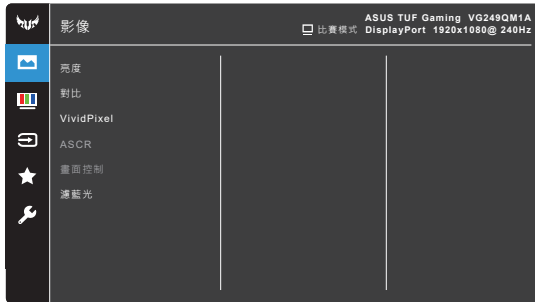 影像
比賽模式
ASUS TUF Gaming VG249QM1A
DisplayPort 1920x1080@ 240Hz
亮度
對比
VividPixel
ASCR
畫面控制
濾藍光